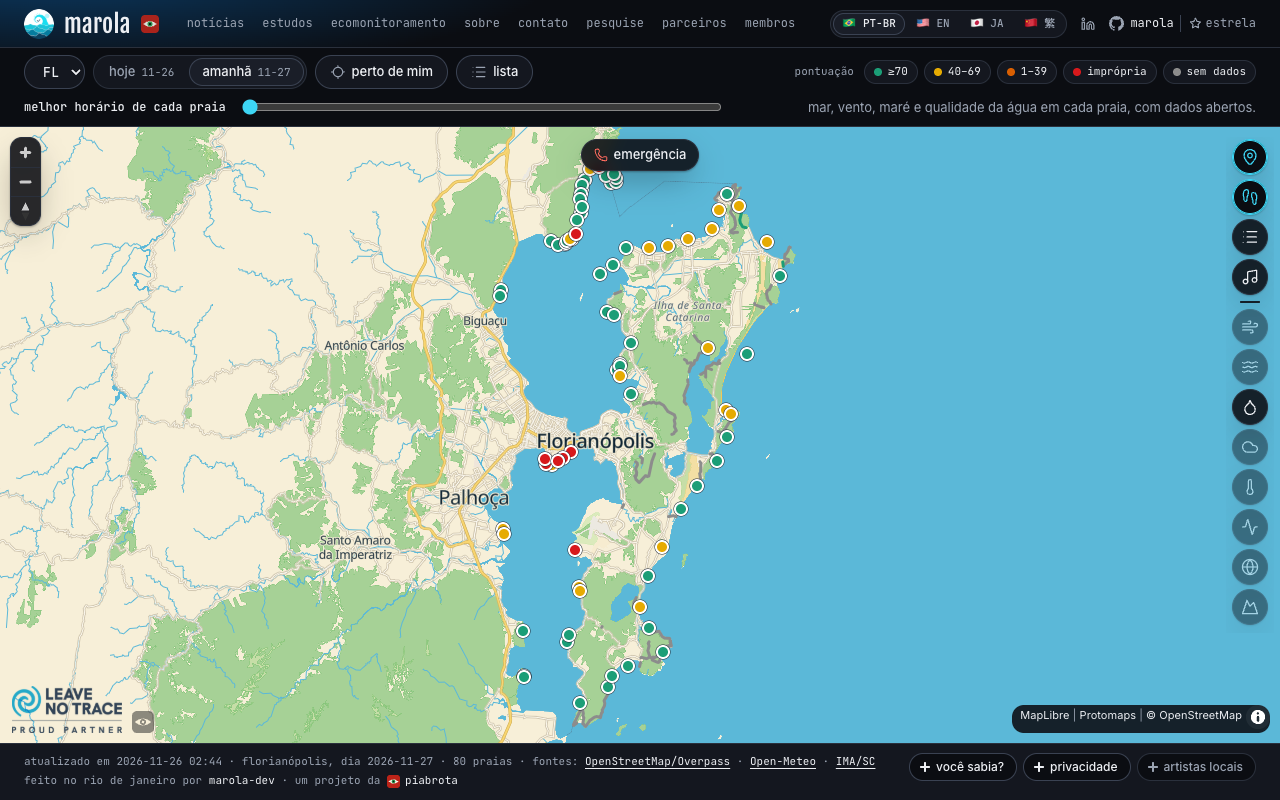 marola notícias estudos ecomonitoramento sobre contato pesquise parceiros membros PT-BR EN JA 繁 marola estrela
FL hoje 11-26 amanhã 11-27 perto de mim lista pontuação ≥70 40–69 1–39 imprópria sem dados
melhor horário de cada praia mar, vento, maré e qualidade da água em cada praia, com dados abertos.
emergência
Ilha de Santa
Catarina
Biguaçu
Antônio Carlos
Florianópolis
Palhoça
Santo Amaro
da Imperatriz
LEAVE
NO TRACE
PROUD PARTNER
MapLibre | Protomaps | © OpenStreetMap
atualizado em 2026-11-26 02:44 · florianópolis, dia 2026-11-27 · 80 praias · fontes: OpenStreetMap/Overpass · Open-Meteo · IMA/SC
feito no rio de janeiro por marola-dev · um projeto da piabrota
+ você sabia? + privacidade + artistas locais